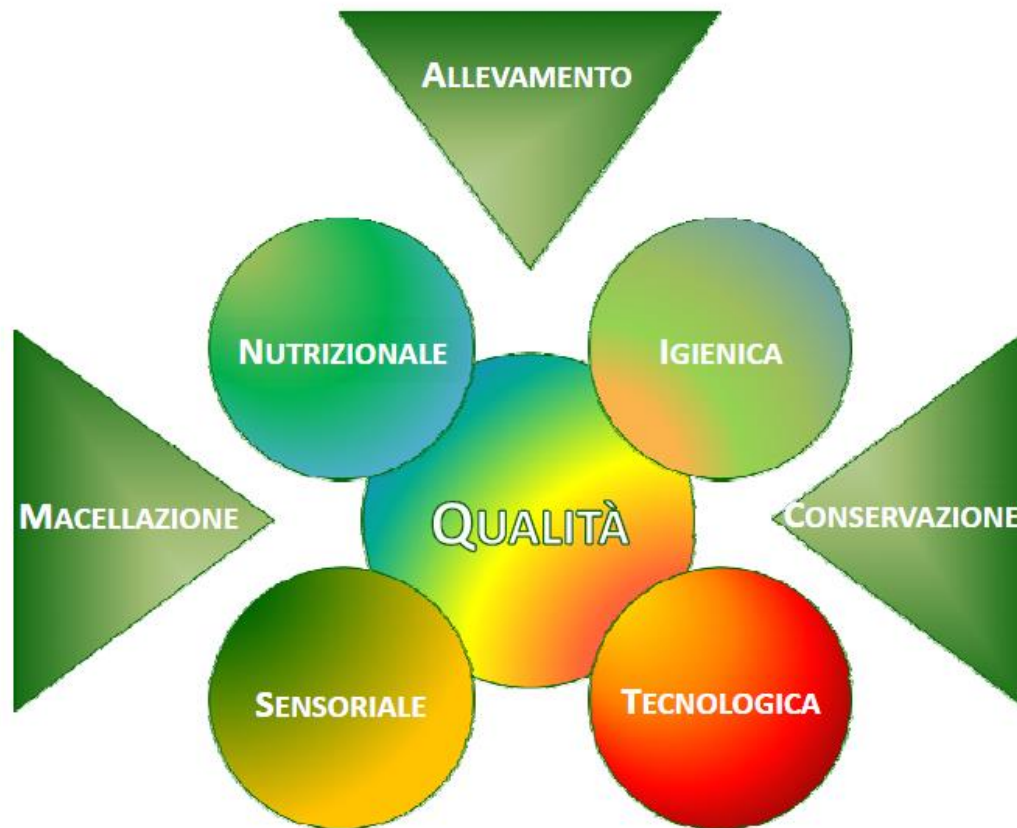 ALLEVAMENTO
NUTRIZIONALE
IGIENICA
MACELLAZIONE
QUALITÀ
CONSERVAZIONE
SENSORIALE
TECNOLOGICA